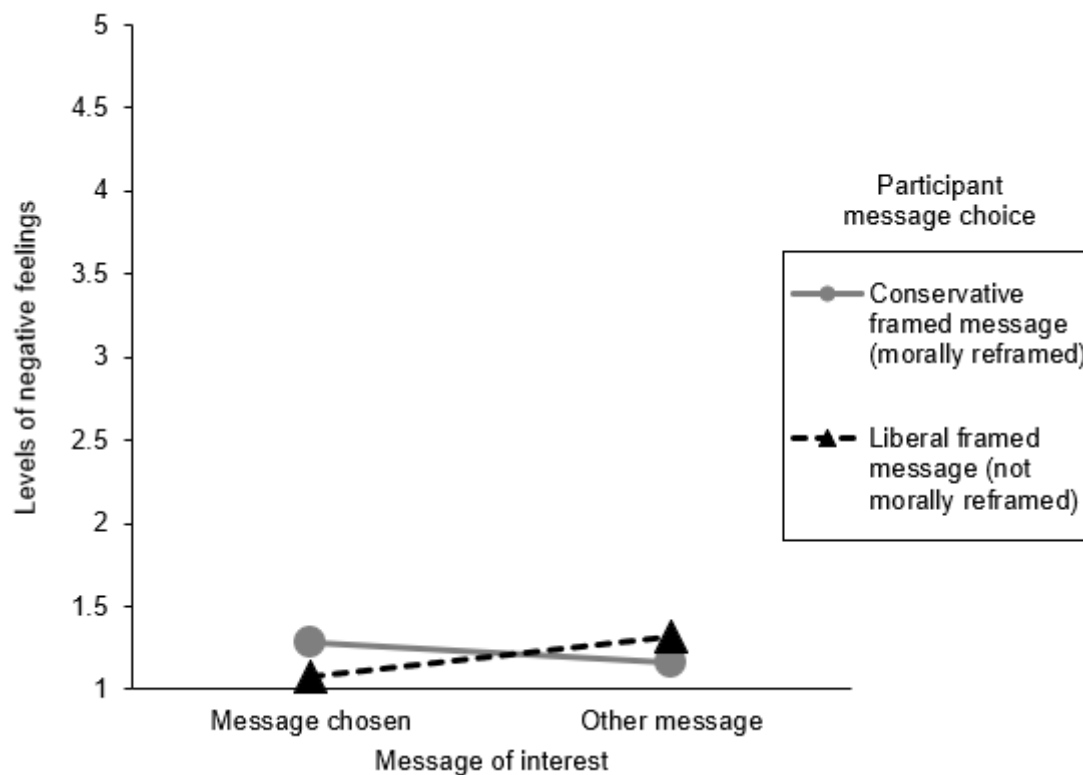 5
4.5
4
3.5
3
2.5
2
1.5
1
Levels of negative feelings
Message chosen
Other message
Message of interest
Participant
message choice
Conservative
framed message
(morally reframed)
Liberal framed
message (not
morally reframed)